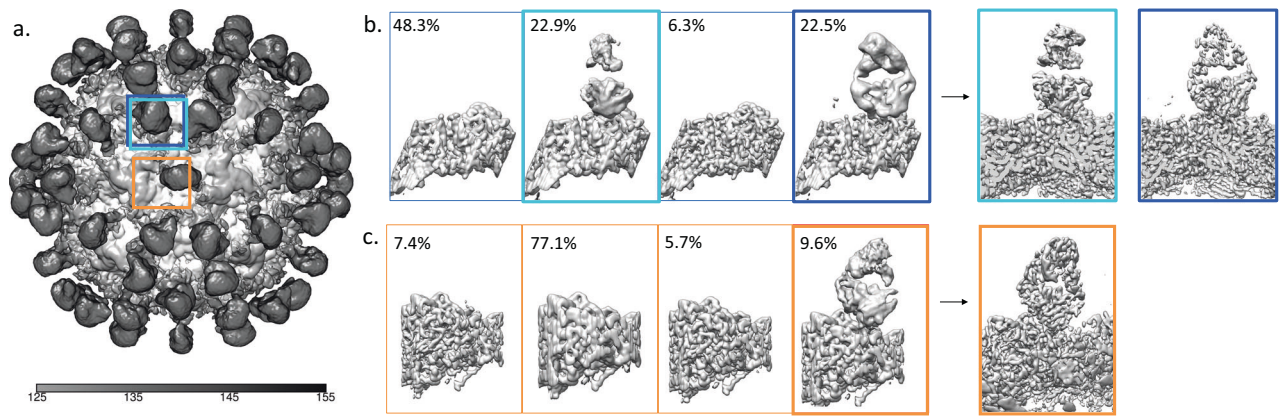 a.
125 135 145 155
b.
48.3% 22.9% 6.3% 22.5%
c.
7.4% 77.1% 5.7% 9.6%